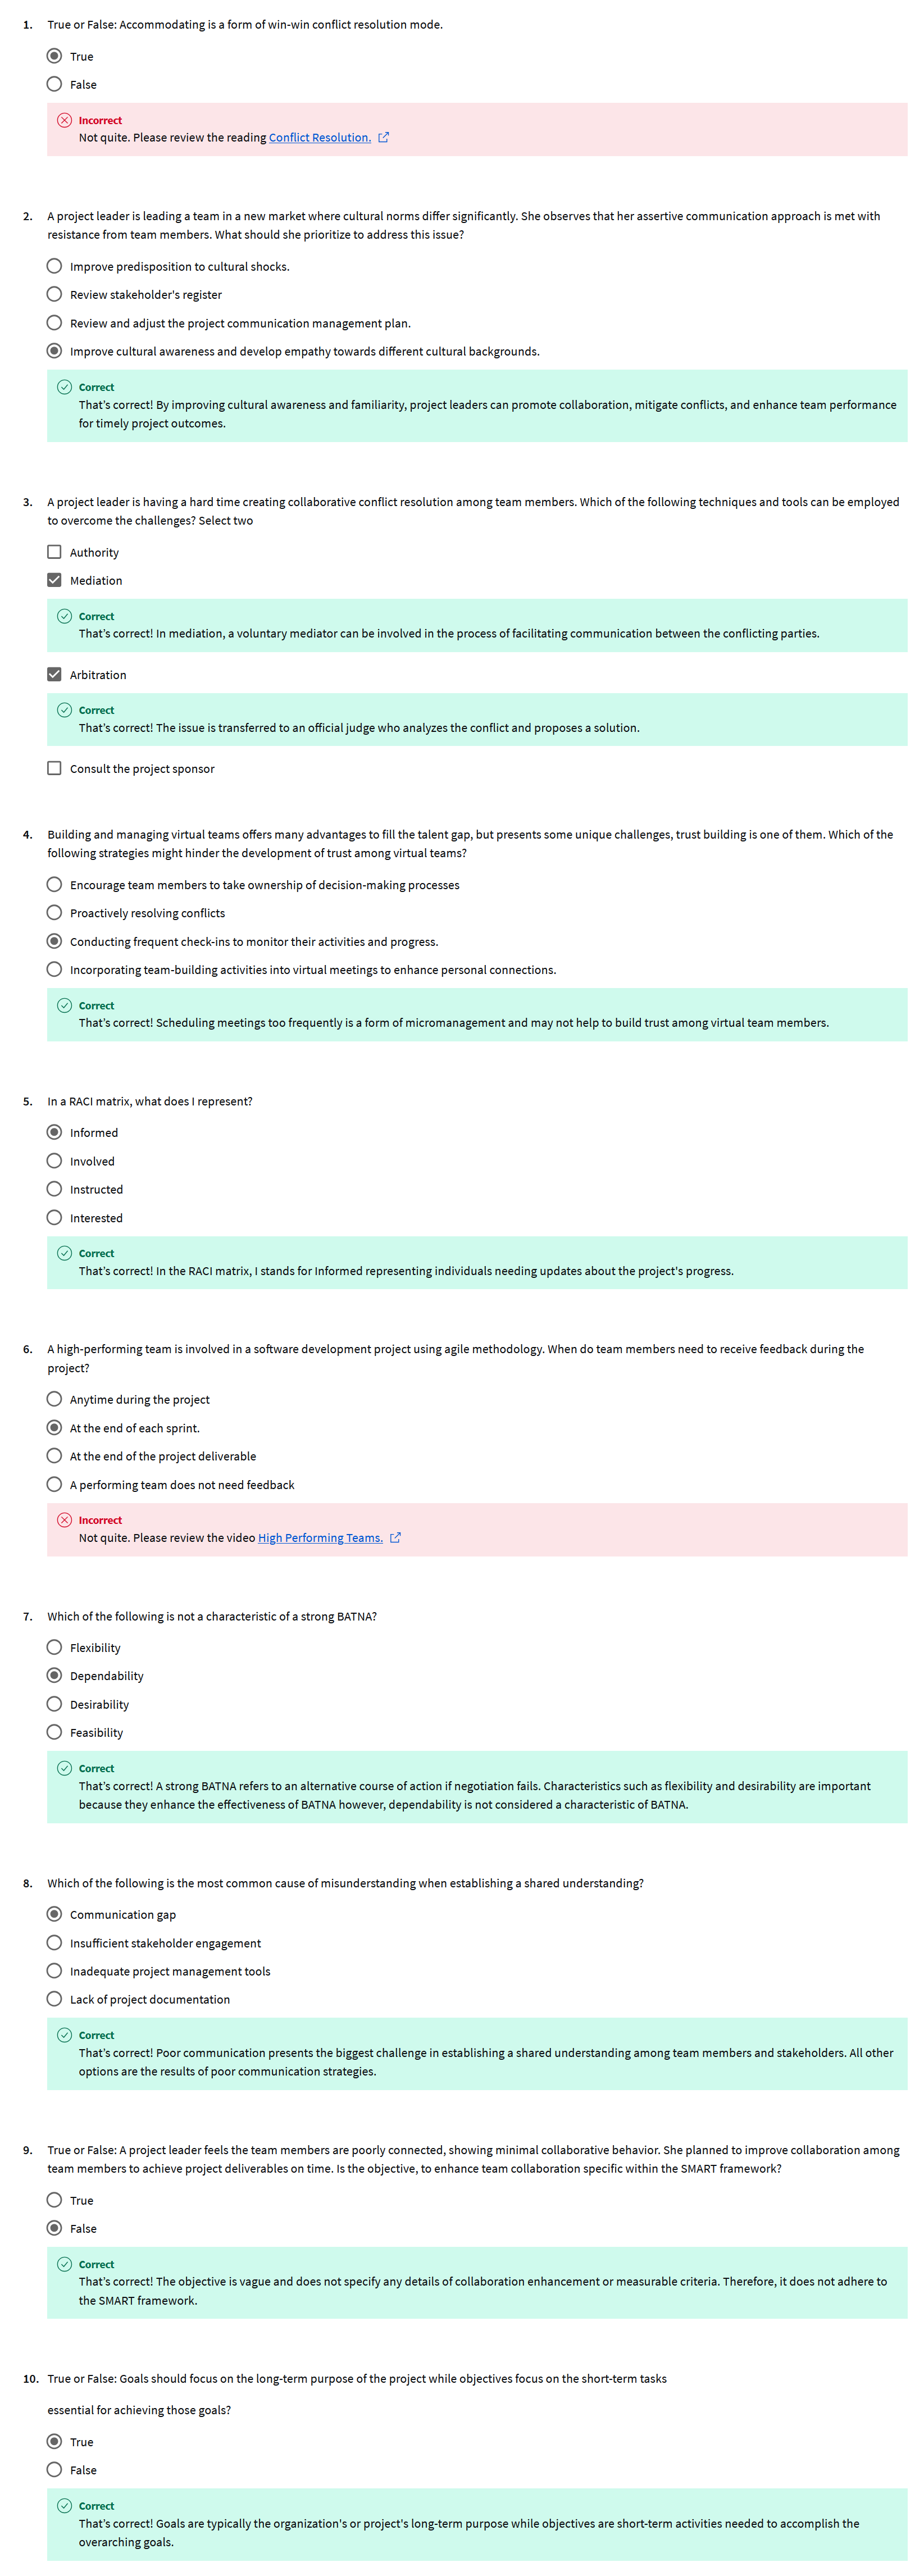 1. True or False: Accommodating is a form of win-win conflict resolution mode.
True
False
Incorrect
Not quite. Please review the reading Conflict Resolution.
2. A project leader is leading a team in a new market where cultural norms differ significantly. She observes that her assertive communication approach is met with
resistance from team members. What should she prioritize to address this issue?
Improve predisposition to cultural shocks.
Review stakeholder's register
Review and adjust the project communication management plan.
Improve cultural awareness and develop empathy towards different cultural backgrounds.
Correct
That's correct! By improving cultural awareness and familiarity, project leaders can promote collaboration, mitigate conflicts, and enhance team performance
for timely project outcomes.
3. A project leader is having a hard time creating collaborative conflict resolution among team members. Which of the following techniques and tools can be employed
to overcome the challenges? Select two
Authority
Mediation
Correct
That's correct! In mediation, a voluntary mediator can be involved in the process of facilitating communication between the conflicting parties.
Arbitration
Correct
That's correct! The issue is transferred to an official judge who analyzes the conflict and proposes a solution.
Consult the project sponsor
4. Building and managing virtual teams offers many advantages to fill the talent gap, but presents some unique challenges, trust building is one of them. Which of the
following strategies might hinder the development of trust among virtual teams?
Encourage team members to take ownership of decision-making processes
Proactively resolving conflicts
Conducting frequent check-ins to monitor their activities and progress.
Incorporating team-building activities into virtual meetings to enhance personal connections.
Correct
That's correct! Scheduling meetings too frequently is a form of micromanagement and may not help to build trust among virtual team members.
5. In a RACI matrix, what does I represent?
Informed
Involved
Instructed
Interested
Correct
That's correct! In the RACI matrix, I stands for Informed representing individuals needing updates about the project's progress.
6. A high-performing team is involved in a software development project using agile methodology. When do team members need to receive feedback during the
project?
Anytime during the project
At the end of each sprint.
At the end of the project deliverable
A performing team does not need feedback
Incorrect
Not quite. Please review the video High Performing Teams.
7. Which of the following is not a characteristic of a strong BATNA?
Flexibility
Dependability
Desirability
Feasibility
Correct
That's correct! A strong BATNA refers to an alternative course of action if negotiation fails. Characteristics such as flexibility and desirability are important
because they enhance the effectiveness of BATNA however, dependability is not considered a characteristic of BATNA.
8. Which of the following is the most common cause of misunderstanding when establishing a shared understanding?
Communication gap
Insufficient stakeholder engagement
Inadequate project management tools
Lack of project documentation
Correct
That's correct! Poor communication presents the biggest challenge in establishing a shared understanding among team members and stakeholders. All other
options are the results of poor communication strategies.
9. True or False: A project leader feels the team members are poorly connected, showing minimal collaborative behavior. She planned to improve collaboration among
team members to achieve project deliverables on time. Is the objective, to enhance team collaboration specific within the SMART framework?
True
False
Correct
That's correct! The objective is vague and does not specify any details of collaboration enhancement or measurable criteria. Therefore, it does not adhere to
the SMART framework.
10. True or False: Goals should focus on the long-term purpose of the project while objectives focus on the short-term tasks
essential for achieving those goals?
True
False
Correct
That's correct! Goals are typically the organization's or project's long-term purpose while objectives are short-term activities needed to accomplish the
overarching goals.